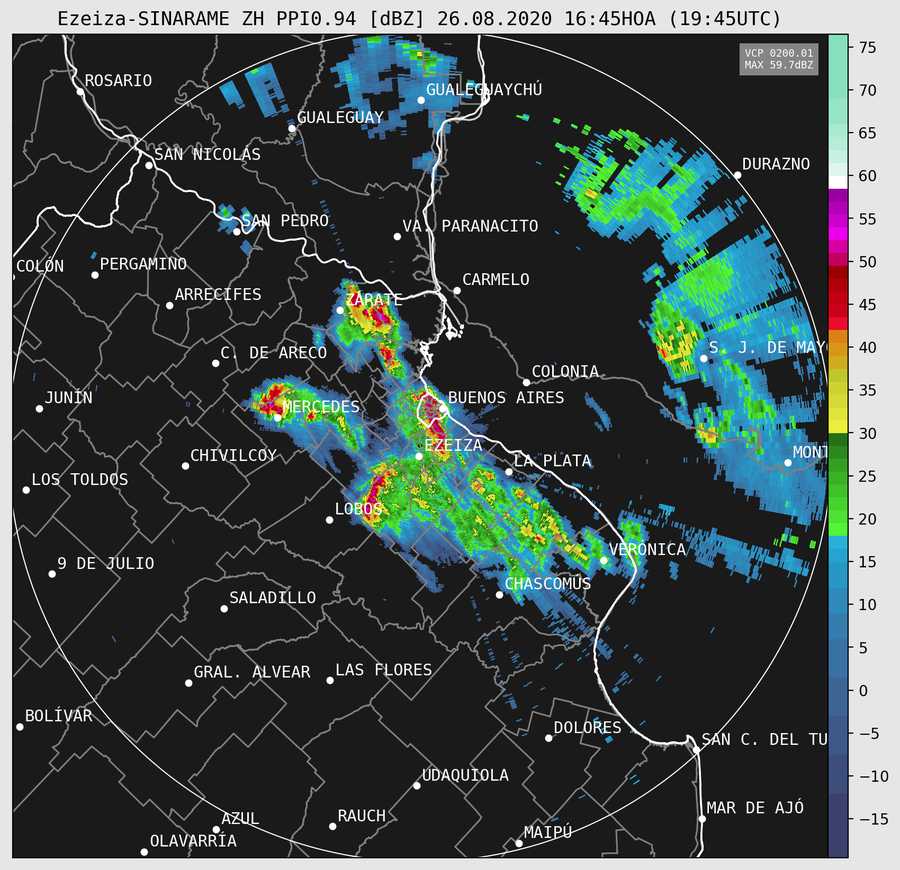 Ezeiza-SINARAME ZH PPI0.94 [dBZ] 26.08.2020 16:45HOA (19:45UTC)
VCP 0200.01
MAX 59.7dBZ
75
70
65
60
55
50
45
40
35
30
25
20
15
10
5
0
−5
−10
−15
ROSARIO
GUALEGUAYCHÚ
GUALEGUAY
SAN NICOLÁS
DURAZNO
SAN PEDRO
VA. PARANACITO
COLÓN
PERGAMINO
CARMELO
ARRECIFES
ZÁRATE
C. DE ARECO
S. J. DE MAY
COLONIA
JUNÍN
MERCEDES
BUENOS AIRES
EZEIZA
CHIVILCOY
LA PLATA
MONT
LOS TOLDOS
LOBOS
VERÓNICA
9 DE JULIO
CHASCOMÚS
SALADILLO
GRAL. ALVEAR
LAS FLORES
BOLÍVAR
DOLORES
SAN C. DEL TU
UDAQUIOLA
MAR DE AJÓ
AZUL
RAUCH
OLAVARRÍA
MAIPÚ